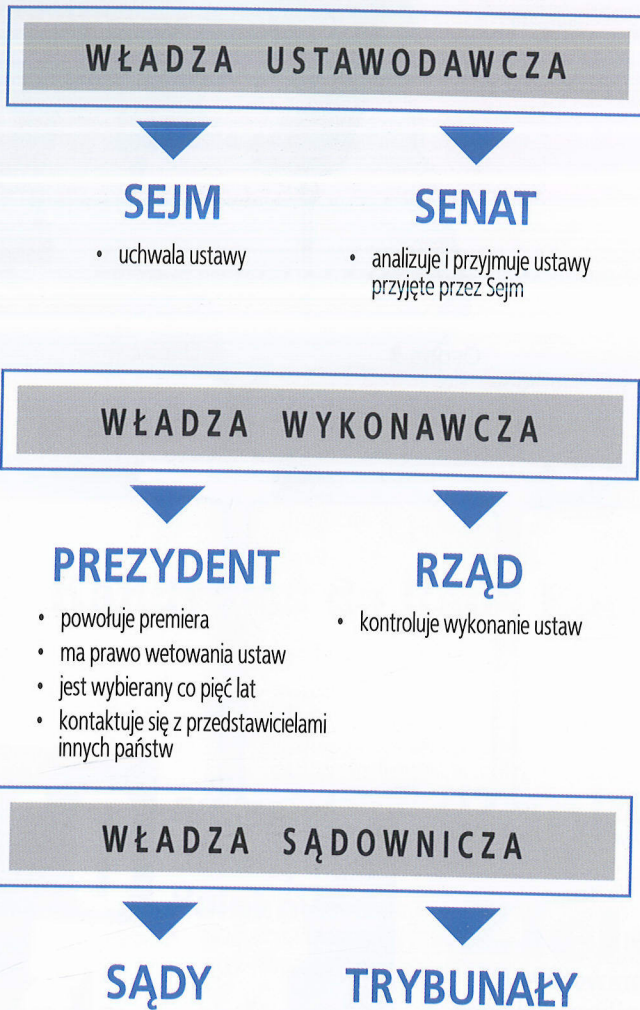 WŁADZA USTAWODAWCZA
SEJM
• uchwala ustawy
SENAT
• analizuje i przyjmuje ustawy
przyjęte przez Sejm
WŁADZA WYKONAWCZA
PREZYDENT
• powołuje premiera
• ma prawo wetowania ustaw
• jest wybierany co pięć lat
• kontaktuje się z przedstawicielami
innych państw
RZĄD
• kontroluje wykonanie ustaw
WŁADZA SĄDOWNICZA
SĄDY
TRYBUNAŁY